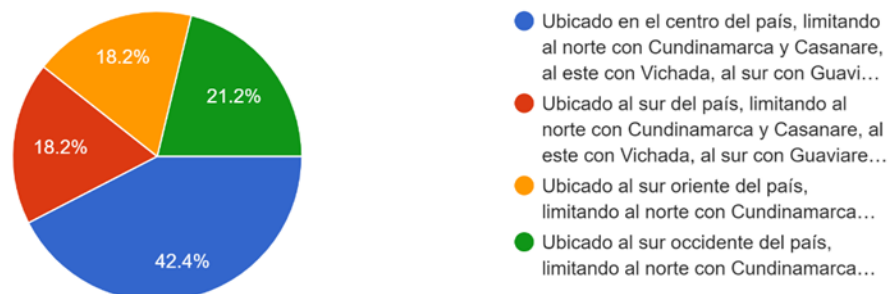 18.2%
21.2%
18.2%
42.4%
Ubicado en el centro del país, limitando
al norte con Cundinamarca y Casanare,
al este con Vichada, al sur con Guavi…
Ubicado al sur del país, limitando al
norte con Cundinamarca y Casanare, al
este con Vichada, al sur con Guaviare…
Ubicado al sur oriente del país,
limitando al norte con Cundinamarca…
Ubicado al sur occidente del país,
limitando al norte con Cundinamarca…